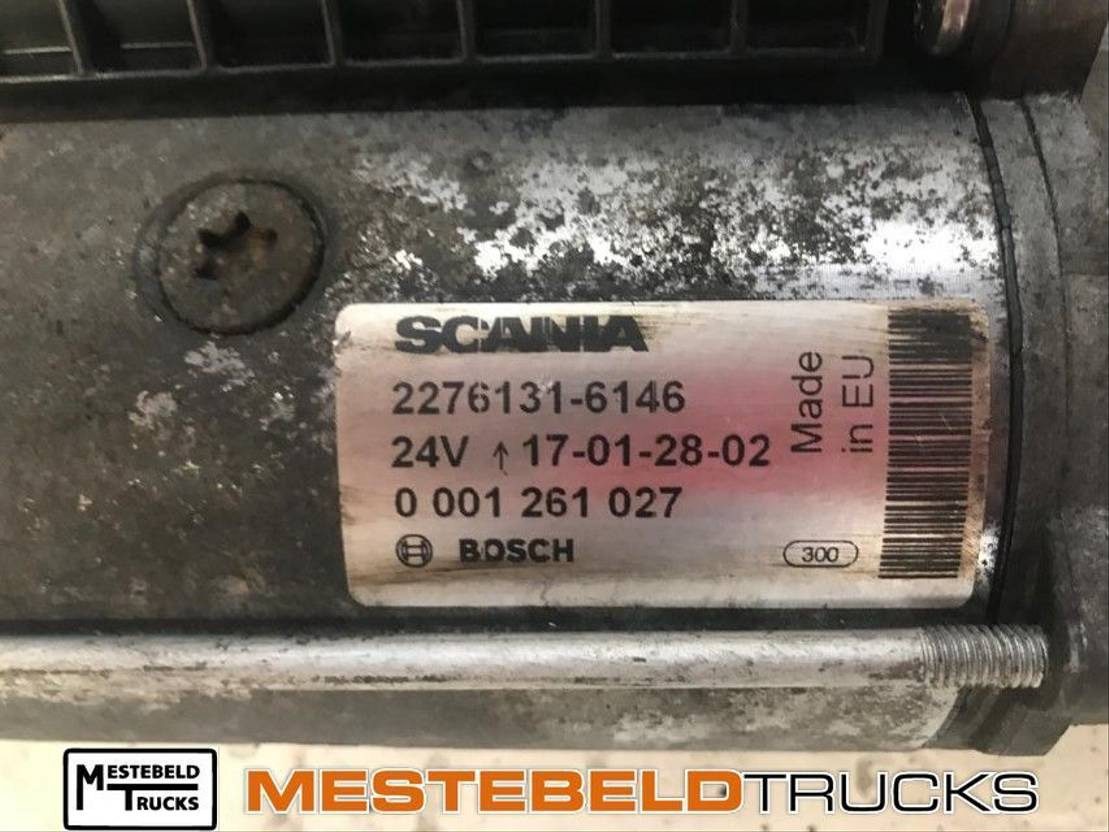 SCANIA
2276131-6146
24V ↑ 17-01-28-02
0 001 261 027
BOSCH
300
Made
in EU
MESTEBELD
TRUCKS
MESTEBELDTRUCKS